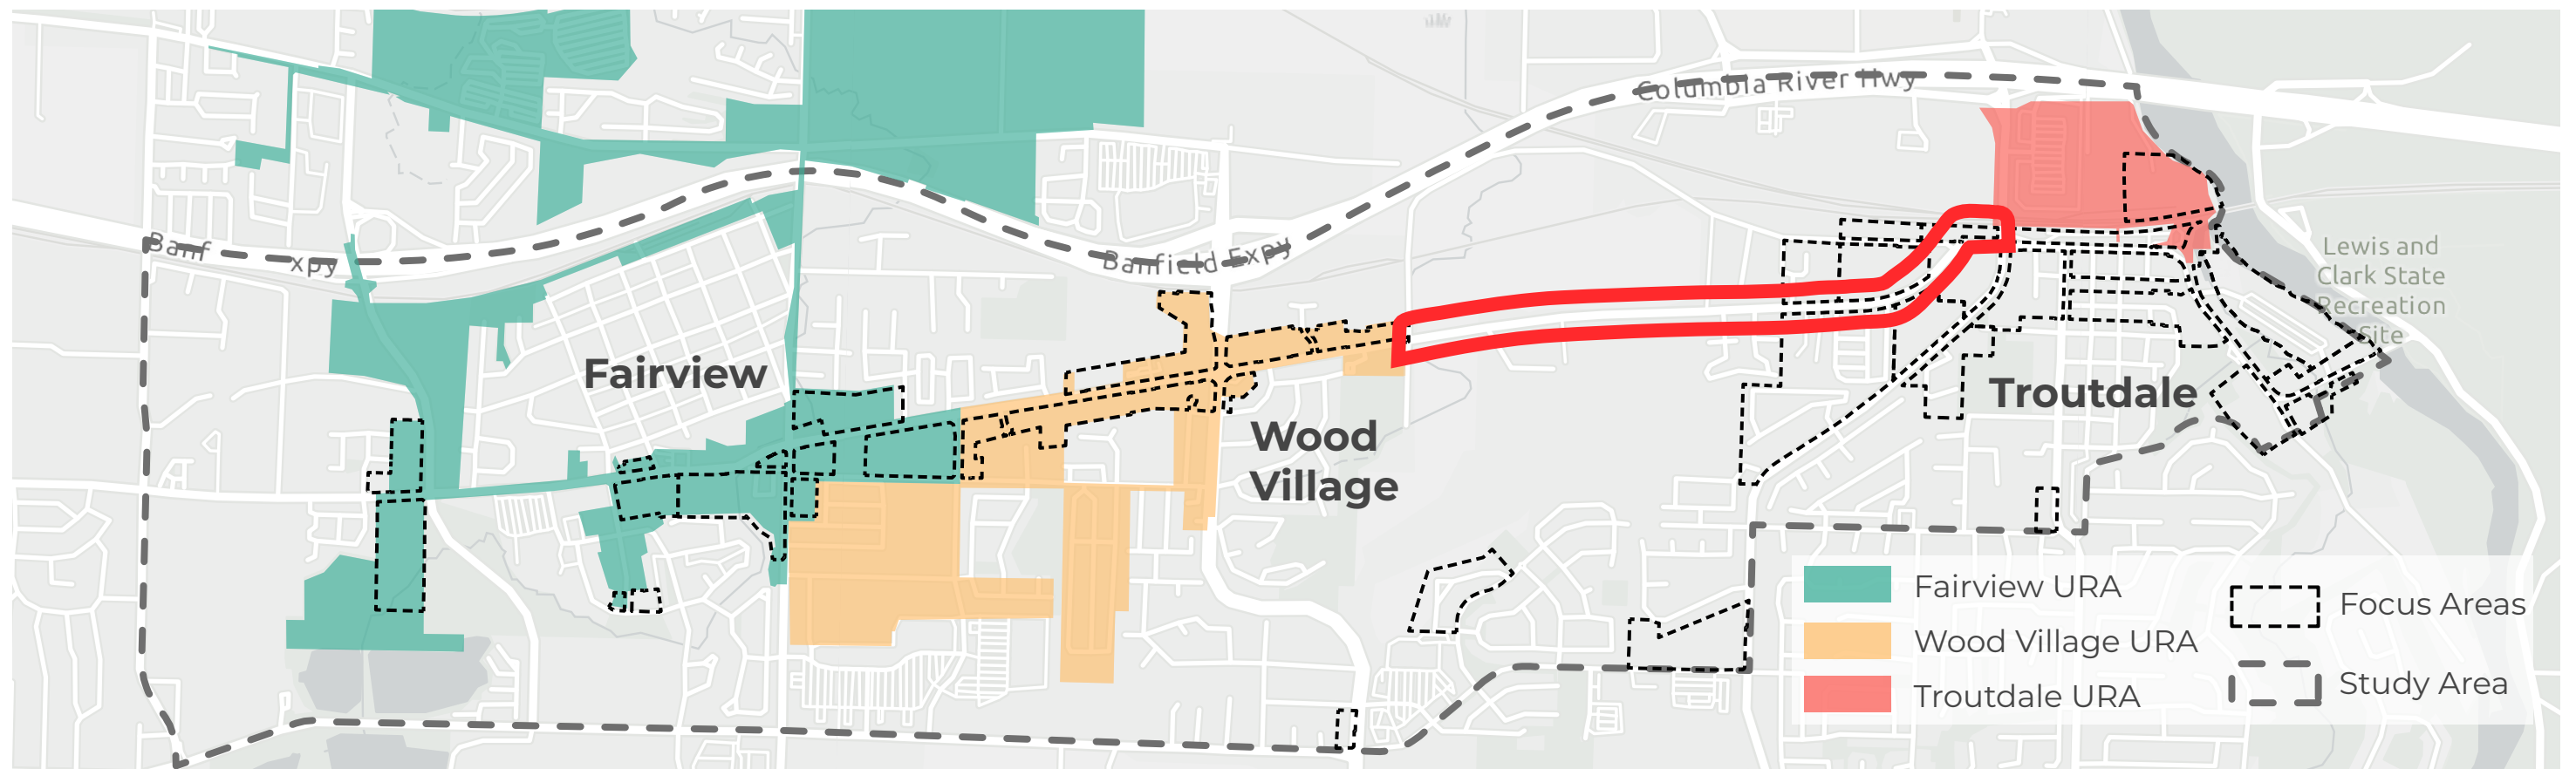 Columbia River Hwy
Banf xpy
Banfield Expy
Lewis and
Clark State
Recreation
Site
Fairview
Troutdale
Wood
Village
Fairview URA
Wood Village URA
Troutdale URA
Focus Areas
Study Area